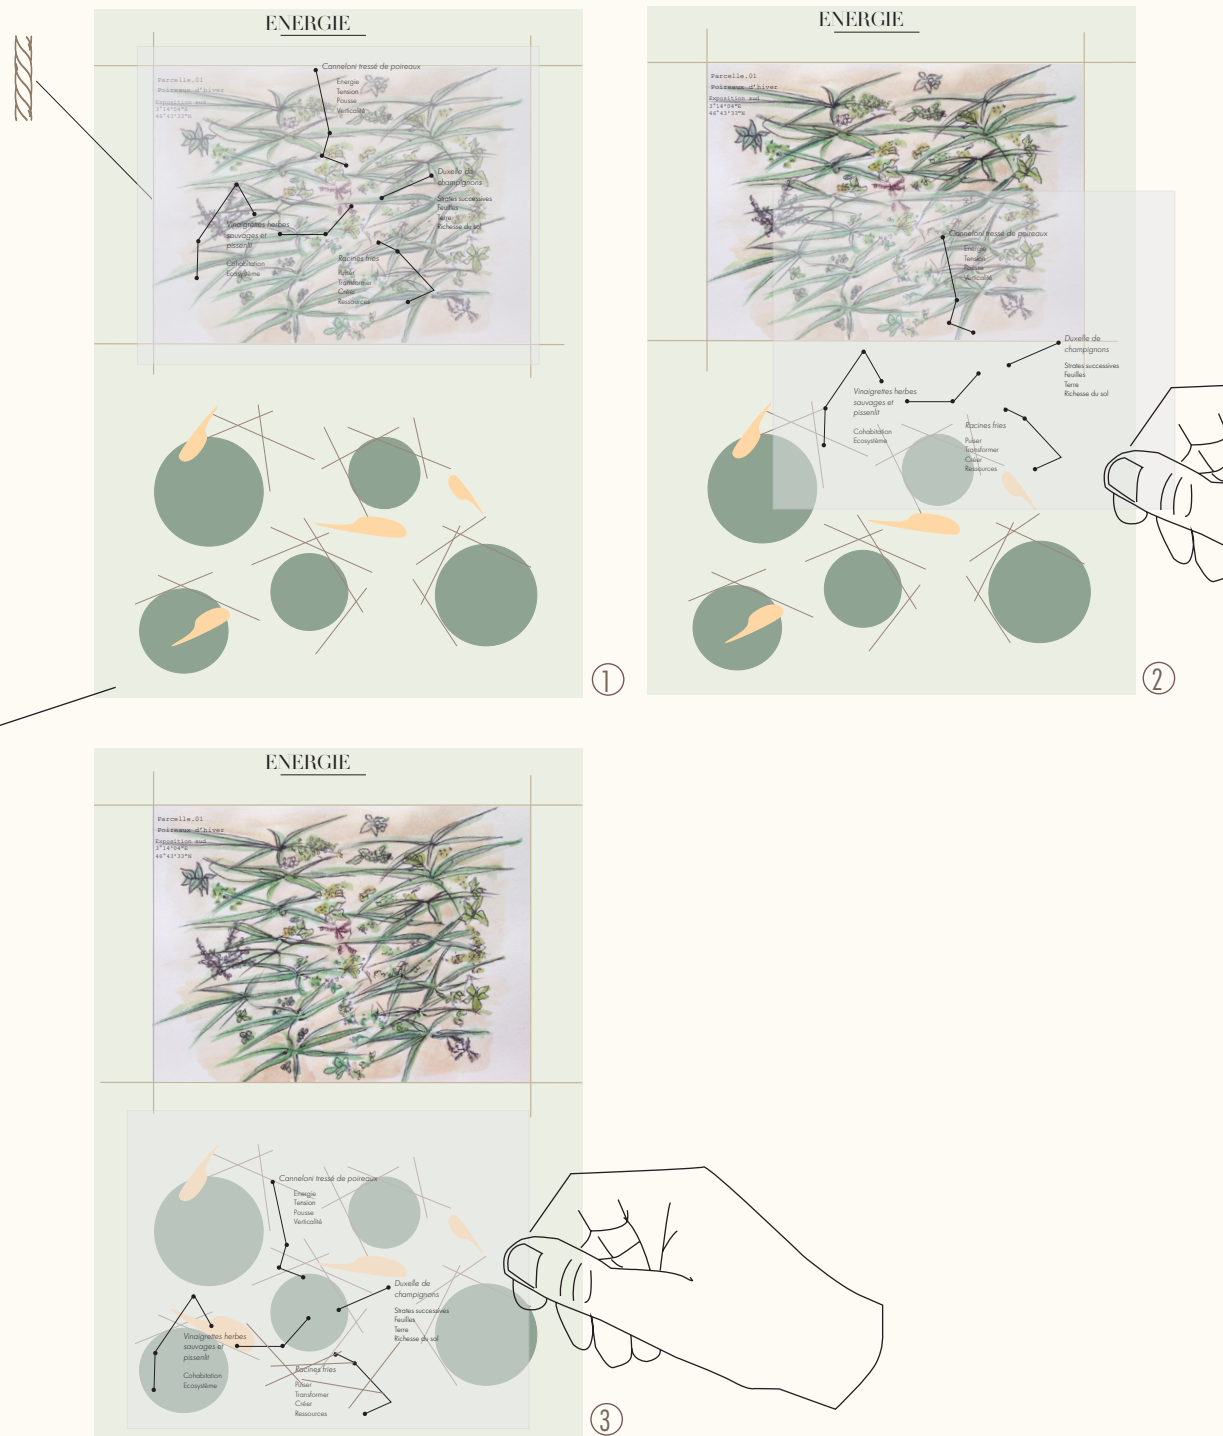 ENERGIE
Parcelle.01
Poireaux d'hiver
Exposition sud
3°14'04"E
46°43'33"N
Canneloni tressé de poireaux
Energie
Tension
Pousse
Verticalité
Duxelle de
champignons
Strates successives
Feuilles
Terre
Richesse du sol
Vinaigrettes herbes
sauvages et
pissenlit
Cohabitation
Ecosystème
Racines fries
Puiser
Transformer
Créer
Ressources
1
ENERGIE
Parcelle.01
Poireaux d'hiver
Exposition sud
3°14'04"E
46°43'33"N
Canneloni tressé de poireaux
Energie
Tension
Pousse
Verticalité
Duxelle de
champignons
Strates successives
Feuilles
Terre
Richesse du sol
Vinaigrettes herbes
sauvages et
pissenlit
Cohabitation
Ecosystème
Racines fries
Puiser
Transformer
Créer
Ressources
2
ENERGIE
Parcelle.01
Poireaux d'hiver
Exposition sud
3°14'04"E
46°43'33"N
Canneloni tressé de poireaux
Energie
Tension
Pousse
Verticalité
Duxelle de
champignons
Strates successives
Feuilles
Terre
Richesse du sol
Vinaigrettes herbes
sauvages et
pissenlit
Cohabitation
Ecosystème
Racines fries
Puiser
Transformer
Créer
Ressources
3